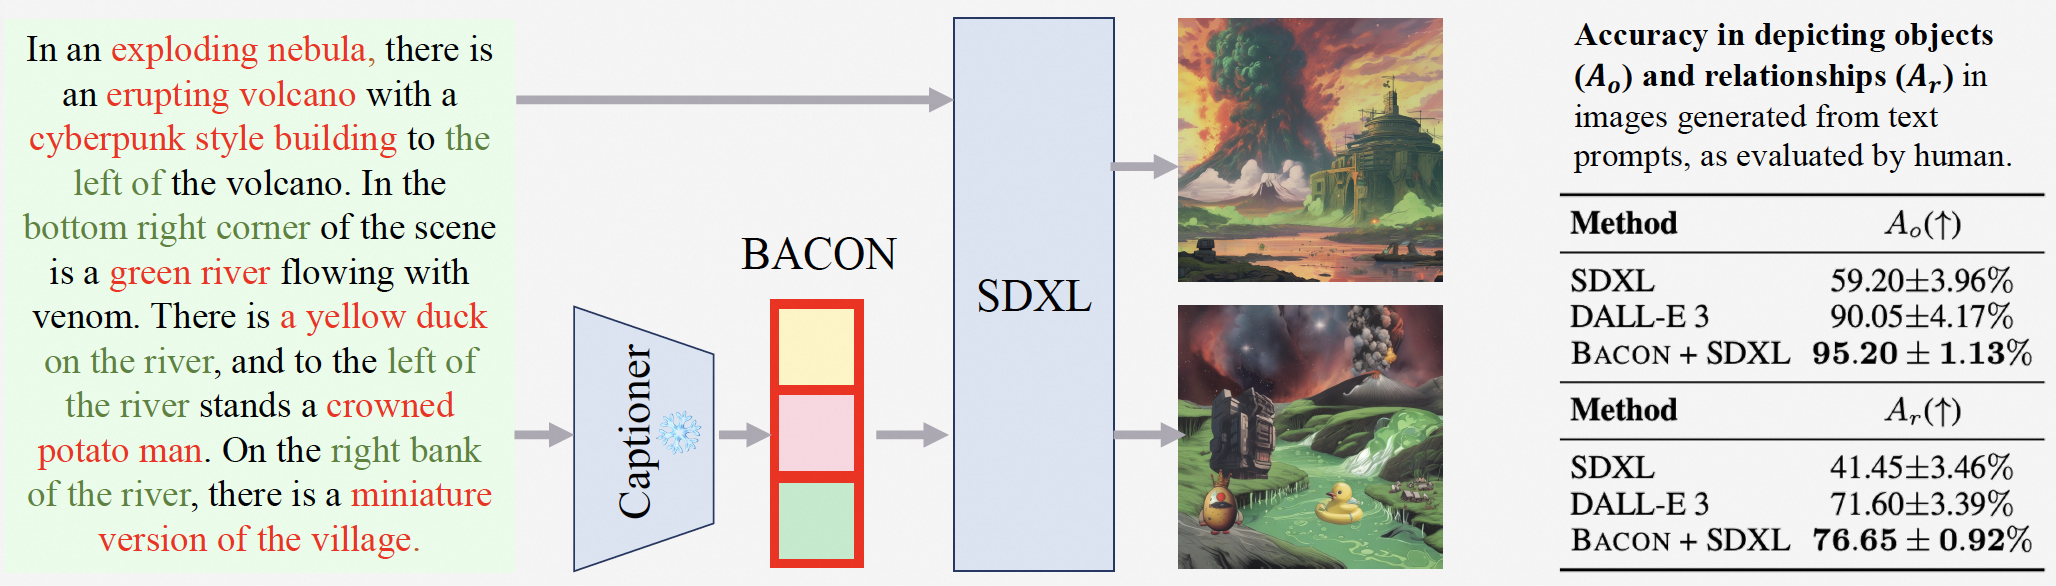 In an exploding nebula, there is
an erupting volcano with a
cyberpunk style building to the
left of the volcano. In the
bottom right corner of the scene
is a green river flowing with
venom. There is a yellow duck
on the river, and to the left of
the river stands a crowned
potato man. On the right bank
of the river, there is a miniature
version of the village.
Captioner
BACON
SDXL
Accuracy in depicting objects
(Aₒ) and relationships (Aᵣ) in
images generated from text
prompts, as evaluated by human.
Method Aₒ(↑)
SDXL 59.20±3.96%
DALL-E 3 90.05±4.17%
BACON + SDXL 95.20 ± 1.13%
Method Aᵣ(↑)
SDXL 41.45±3.46%
DALL-E 3 71.60±3.39%
BACON + SDXL 76.65 ± 0.92%